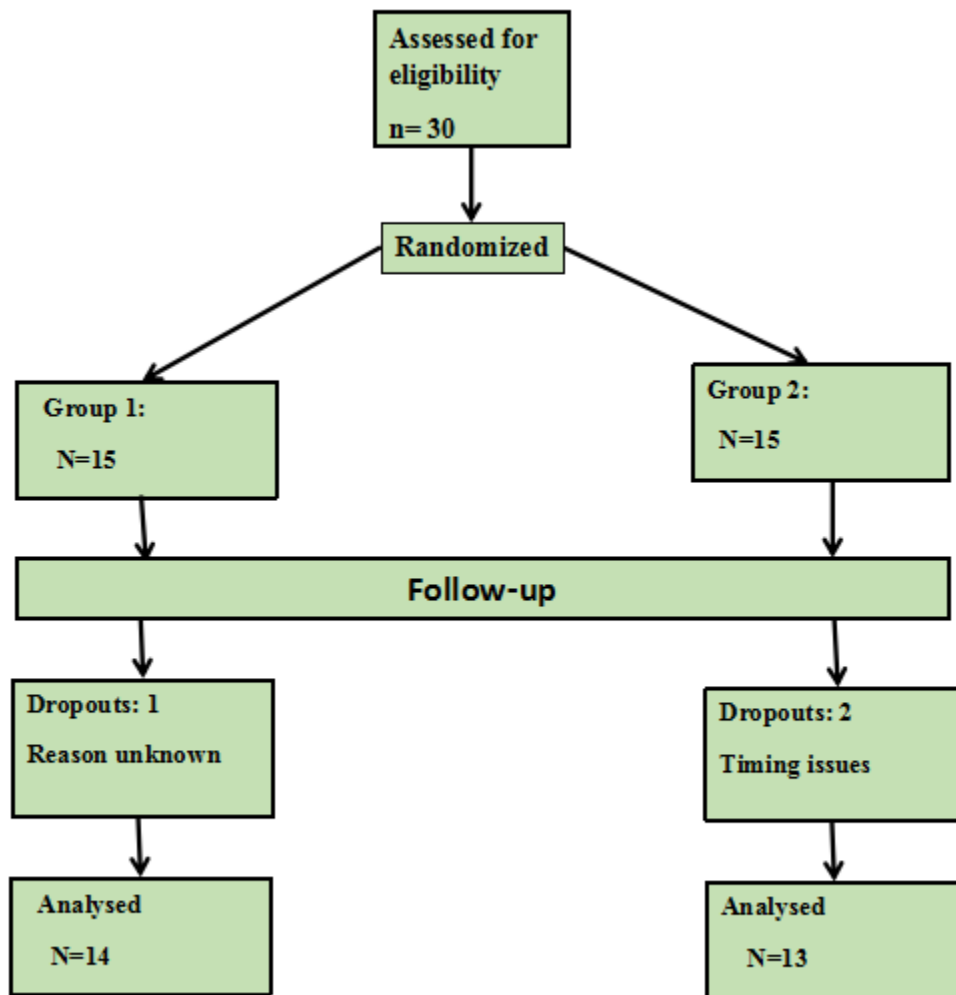 Assessed for
eligibility
n= 30
Randomized
Group 1:
N=15
Group 2:
N=15
Follow-up
Dropouts: 1
Reason unknown
Dropouts: 2
Timing issues
Analysed
N=14
Analysed
N=13